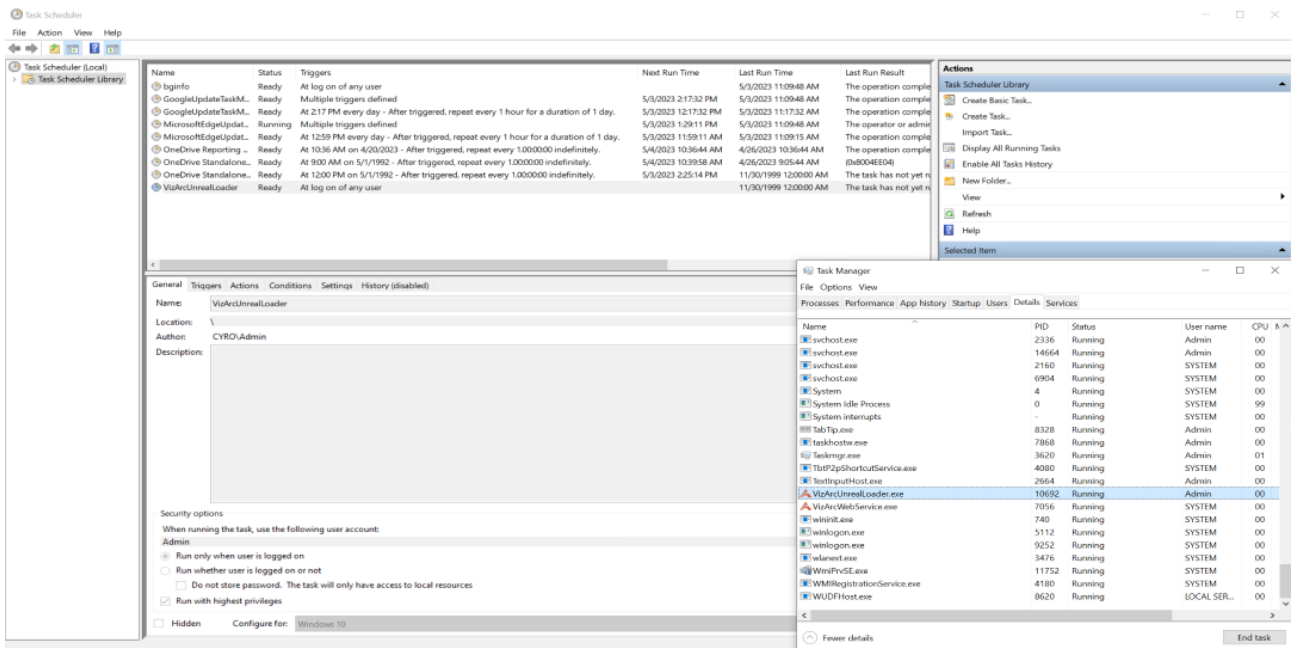 Task Scheduler
File Action View Help
Task Scheduler (Local)
Task Scheduler Library
Name Status Triggers Next Run Time Last Run Time Last Run Result
bginfo Ready At log on of any user 5/3/2023 11:09:48 AM The operation comple
GoogleUpdateTaskM... Ready Multiple triggers defined 5/3/2023 2:17:32 PM 5/3/2023 11:09:48 AM The operation comple
GoogleUpdateTaskM... Ready At 2:17 PM every day - After triggered, repeat every 1 hour for a duration of 1 day. 5/3/2023 12:17:32 PM 5/3/2023 11:17:32 AM The operation comple
MicrosoftEdgeUpdat... Running Multiple triggers defined 5/3/2023 1:29:11 PM 5/3/2023 11:09:48 AM The operator or admin
MicrosoftEdgeUpdat... Ready At 12:59 PM every day - After triggered, repeat every 1 hour for a duration of 1 day. 5/3/2023 11:59:11 AM 5/3/2023 11:09:15 AM The operation comple
OneDrive Reporting ... Ready At 10:36 AM on 4/20/2023 - After triggered, repeat every 1.00:00:00 indefinitely. 5/4/2023 10:36:44 AM 4/26/2023 10:36:44 AM The operation comple
OneDrive Standalone... Ready At 9:00 AM on 5/1/1992 - After triggered, repeat every 1.00:00:00 indefinitely. 5/4/2023 10:39:58 AM 4/26/2023 9:05:44 AM (0x8004EE04)
OneDrive Standalone... Ready At 12:00 PM on 5/1/1992 - After triggered, repeat every 1.00:00:00 indefinitely. 5/3/2023 2:25:14 PM 11/30/1999 12:00:00 AM The task has not yet ru
VizArcUnrealLoader Ready At log on of any user 11/30/1999 12:00:00 AM The task has not yet ru
Actions
Task Scheduler Library
Create Basic Task...
Create Task...
Import Task...
Display All Running Tasks
Enable All Tasks History
New Folder...
View
Refresh
Help
Selected Item
General Triggers Actions Conditions Settings History (disabled)
Name: VizArcUnrealLoader
Location: \
Author: CYRO\Admin
Description:
Security options
When running the task, use the following user account:
Admin
Run only when user is logged on
Run whether user is logged on or not
Do not store password. The task will only have access to local resources
Run with highest privileges
Hidden Configure for: Windows 10
Task Manager
File Options View
Processes Performance App history Startup Users Details Services
Name PID Status User name CPU
svchost.exe 2336 Running Admin 00
svchost.exe 14664 Running Admin 00
svchost.exe 2160 Running SYSTEM 00
svchost.exe 6904 Running SYSTEM 00
System 4 Running SYSTEM 00
System Idle Process 0 Running SYSTEM 99
System interrupts - Running SYSTEM 00
TabTip.exe 8328 Running Admin 00
taskhostw.exe 7868 Running Admin 00
Taskmgr.exe 3620 Running Admin 01
TbtP2pShortcutService.exe 4080 Running SYSTEM 00
TextInputHost.exe 2664 Running Admin 00
VizArcUnrealLoader.exe 10692 Running Admin 00
VizArcWebService.exe 7056 Running SYSTEM 00
wininit.exe 740 Running SYSTEM 00
winlogon.exe 5112 Running SYSTEM 00
winlogon.exe 9252 Running SYSTEM 00
wlanext.exe 3476 Running SYSTEM 00
WmiPrvSE.exe 11752 Running SYSTEM 00
WMIRegistrationService.exe 4180 Running SYSTEM 00
WUDFHost.exe 8620 Running LOCAL SER... 00
Fewer details
End task